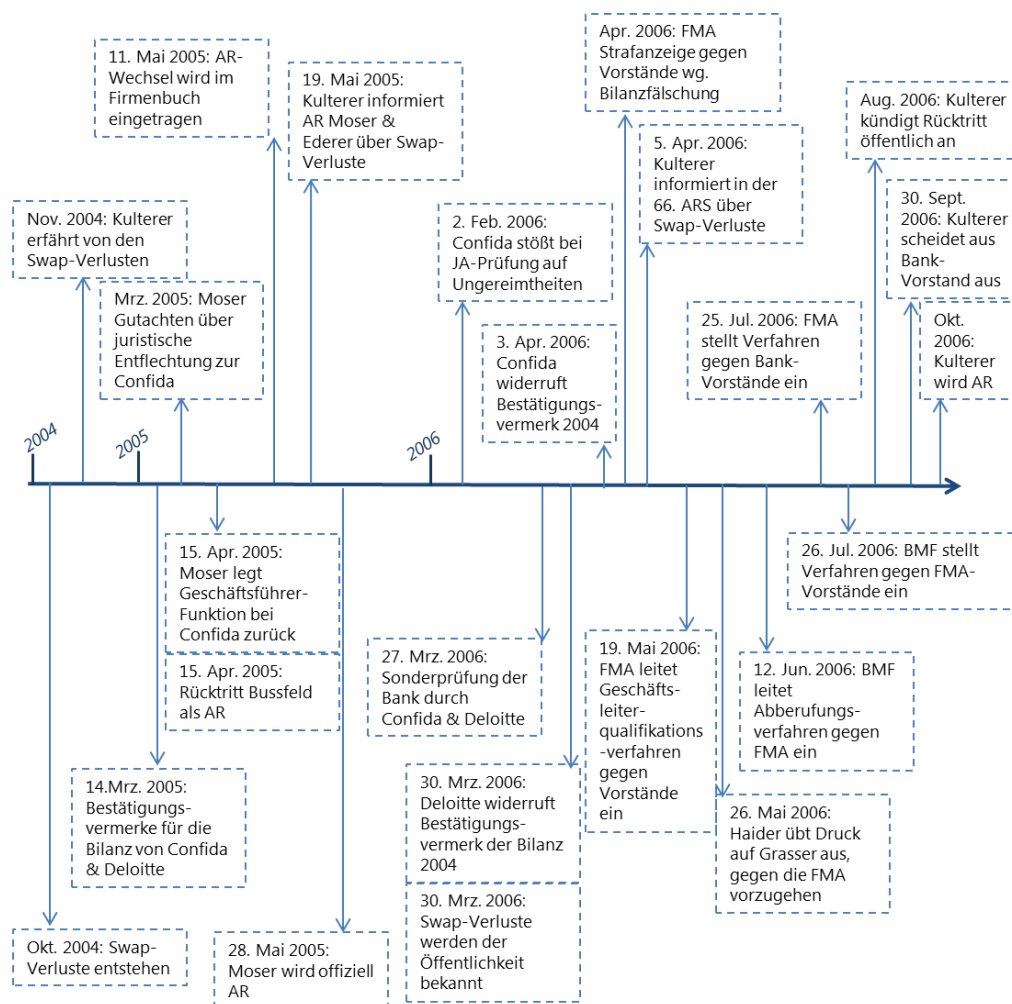 11. Mai 2005: AR-
Wechsel wird im
Firmenbuch
eingetragen
19. Mai 2005:
Kulterer informiert
AR Moser &
Ederer über Swap-
Verluste
Apr. 2006: FMA
Strafanzeige gegen
Vorstände wg.
Bilanzfälschung
Aug. 2006: Kulterer
kündigt Rücktritt
öffentlich an
5. Apr. 2006:
Kulterer
informiert in der
66. ARS über
Swap-Verluste
30. Sept.
2006: Kulterer
scheidet aus
Bank-
Vorstand aus
Nov. 2004: Kulterer
erfährt von den
Swap-Verlusten
2. Feb. 2006:
Confida stößt bei
JA-Prüfung auf
Ungereimtheiten
Mrz. 2005: Moser
Gutachten über
juristische
Entflechtung zur
Confida
25. Jul. 2006: FMA
stellt Verfahren
gegen Bank-
Vorstände ein
Okt.
2006:
Kulterer
wird AR
3. Apr. 2006:
Confida
widerruft
Bestätigungs-
vermerk 2004
2004
2005
2006
15. Apr. 2005:
Moser legt
Geschäftsführer-
Funktion bei
Confida zurück
15. Apr. 2005:
Rücktritt Bussfeld
als AR
26. Jul. 2006: BMF stellt
Verfahren gegen FMA-
Vorstände ein
27. Mrz. 2006:
Sonderprüfung der
Bank durch
Confida & Deloitte
19. Mai 2006:
FMA leitet
Geschäfts-
leiter-
qualifikations
-verfahren
gegen
Vorstände
ein
12. Jun. 2006: BMF
leitet
Abberufungs-
verfahren gegen
FMA ein
14.Mrz. 2005:
Bestätigungs-
vermerke für die
Bilanz von Confida
& Deloitte
30. Mrz. 2006:
Deloitte widerruft
Bestätigungs-
vermerk der Bilanz
2004
30. Mrz. 2006:
Swap-Verluste
werden der
Öffentlichkeit
bekannt
26. Mai 2006:
Haider übt Druck
auf Grasser aus,
gegen die FMA
vorzugehen
Okt. 2004: Swap-
Verluste entstehen
28. Mai 2005:
Moser wird offiziell
AR